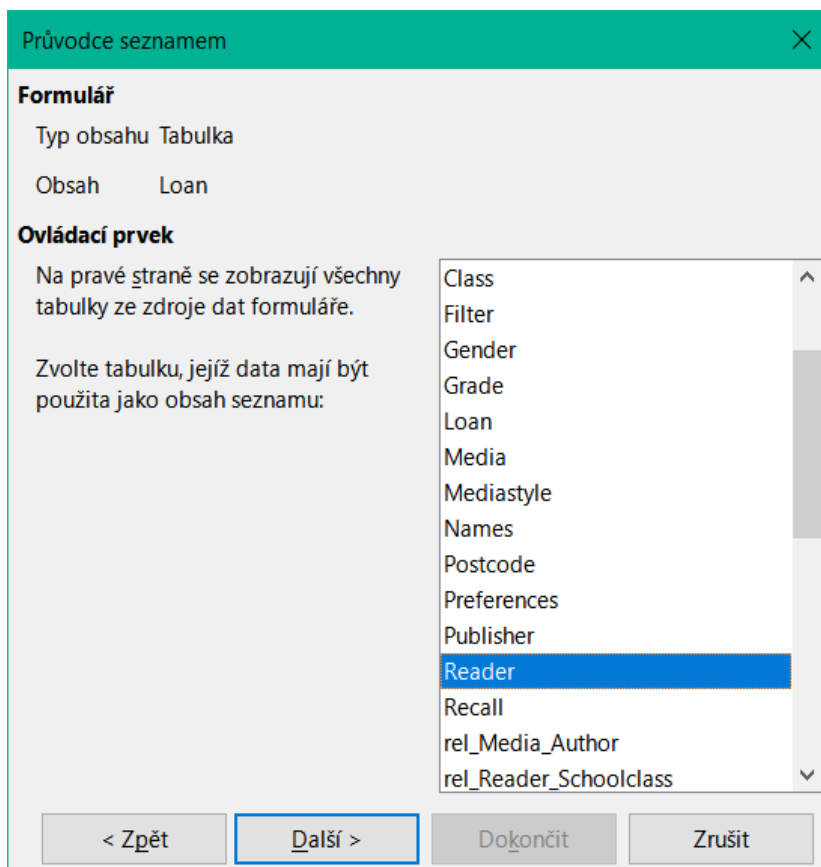 Průvodce seznamem
Formulář
Typ obsahu Tabulka
Obsah Loan
Ovládací prvek
Na pravé straně se zobrazují všechny
tabulky ze zdroje dat formuláře.
Zvolte tabulku, jejíž data mají být
použita jako obsah seznamu:
Class
Filter
Gender
Grade
Loan
Media
Mediastyle
Names
Postcode
Preferences
Publisher
Reader
Recall
rel_Media_Author
rel_Reader_Schoolclass
< Zpět
Další >
Dokončit
Zrušit